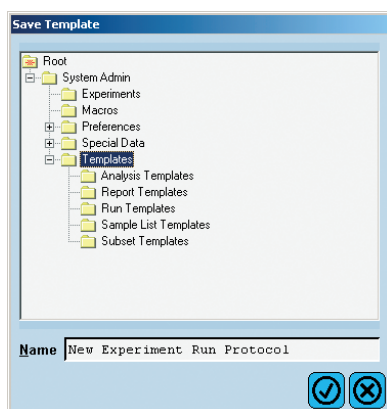 Save Template
Root
System Admin
Experiments
Macros
Preferences
Special Data
Templates
Analysis Templates
Report Templates
Run Templates
Sample List Templates
Subset Templates
Name New Experiment Run Protocol